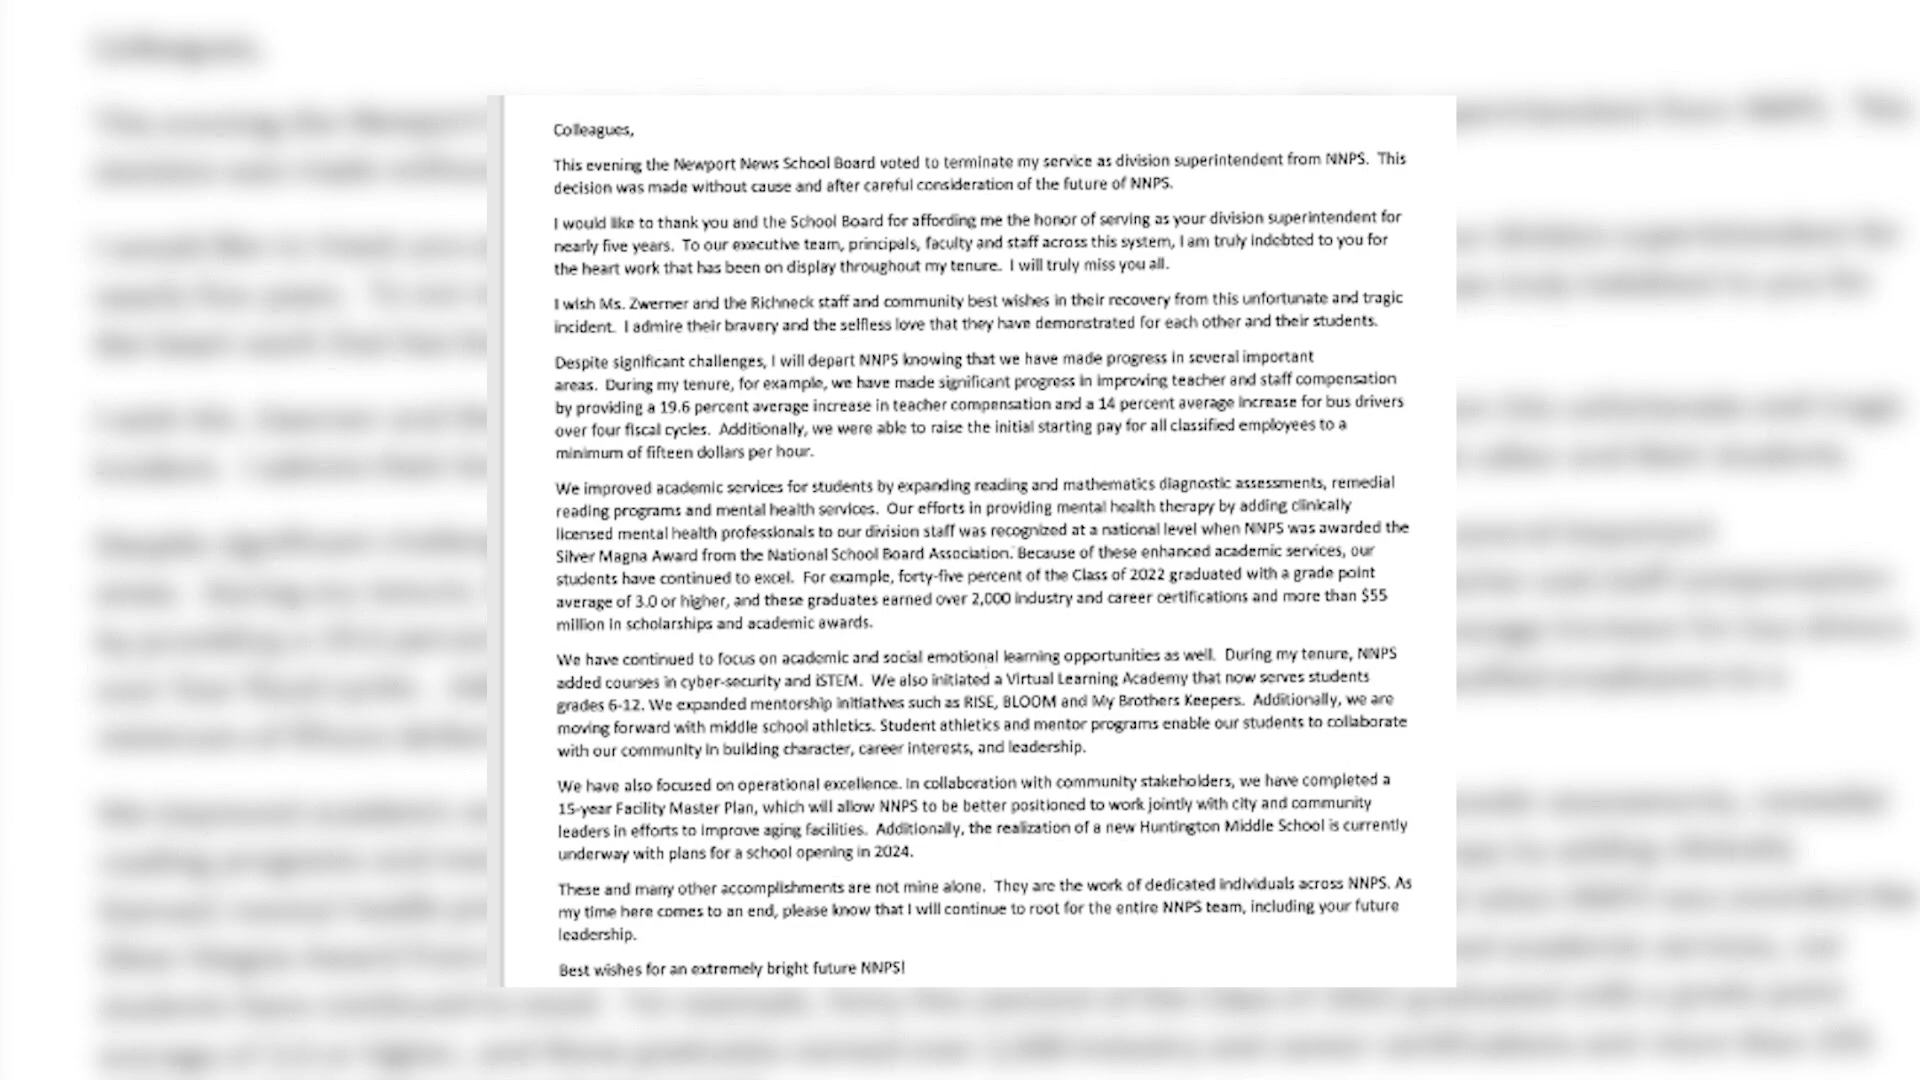 Colleagues,
This evening the Newport News School Board voted to terminate my service as division superintendent from NNPS. This
decision was made without cause and after careful consideration of the future of NNPS.
I would like to thank you and the School Board for affording me the honor of serving as your division superintendent for
nearly five years. To our executive team, principals, faculty and staff across this system, I am truly indebted to you for
the heart work that has been on display throughout my tenure. I will truly miss you all.
I wish Ms. Zwerner and the Richneck staff and community best wishes in their recovery from this unfortunate and tragic
incident. I admire their bravery and the selfless love that they have demonstrated for each other and their students.
Despite significant challenges, I will depart NNPS knowing that we have made progress in several important
areas. During my tenure, for example, we have made significant progress in improving teacher and staff compensation
by providing a 19.6 percent average increase in teacher compensation and a 14 percent average increase for bus drivers
over four fiscal cycles. Additionally, we were able to raise the initial starting pay for all classified employees to a
minimum of fifteen dollars per hour.
We improved academic services for students by expanding reading and mathematics diagnostic assessments, remedial
reading programs and mental health services. Our efforts in providing mental health therapy by adding clinically
licensed mental health professionals to our division staff was recognized at a national level when NNPS was awarded the
Silver Magna Award from the National School Board Association. Because of these enhanced academic services, our
students have continued to excel. For example, forty-five percent of the Class of 2022 graduated with a grade point
average of 3.0 or higher, and these graduates earned over 2,000 industry and career certifications and more than $55
million in scholarships and academic awards.
We have continued to focus on academic and social emotional learning opportunities as well. During my tenure, NNPS
added courses in cyber-security and iSTEM. We also initiated a Virtual Learning Academy that now serves students
grades 6-12. We expanded mentorship initiatives such as RISE, BLOOM and My Brothers Keepers. Additionally, we are
moving forward with middle school athletics. Student athletics and mentor programs enable our students to collaborate
with our community in building character, career interests, and leadership.
We have also focused on operational excellence. In collaboration with community stakeholders, we have completed a
15-year Facility Master Plan, which will allow NNPS to be better positioned to work jointly with city and community
leaders in efforts to improve aging facilities. Additionally, the realization of a new Huntington Middle School is currently
underway with plans for a school opening in 2024.
These and many other accomplishments are not mine alone. They are the work of dedicated individuals across NNPS. As
my time here comes to an end, please know that I will continue to root for the entire NNPS team, including your future
leadership.
Best wishes for an extremely bright future NNPS!